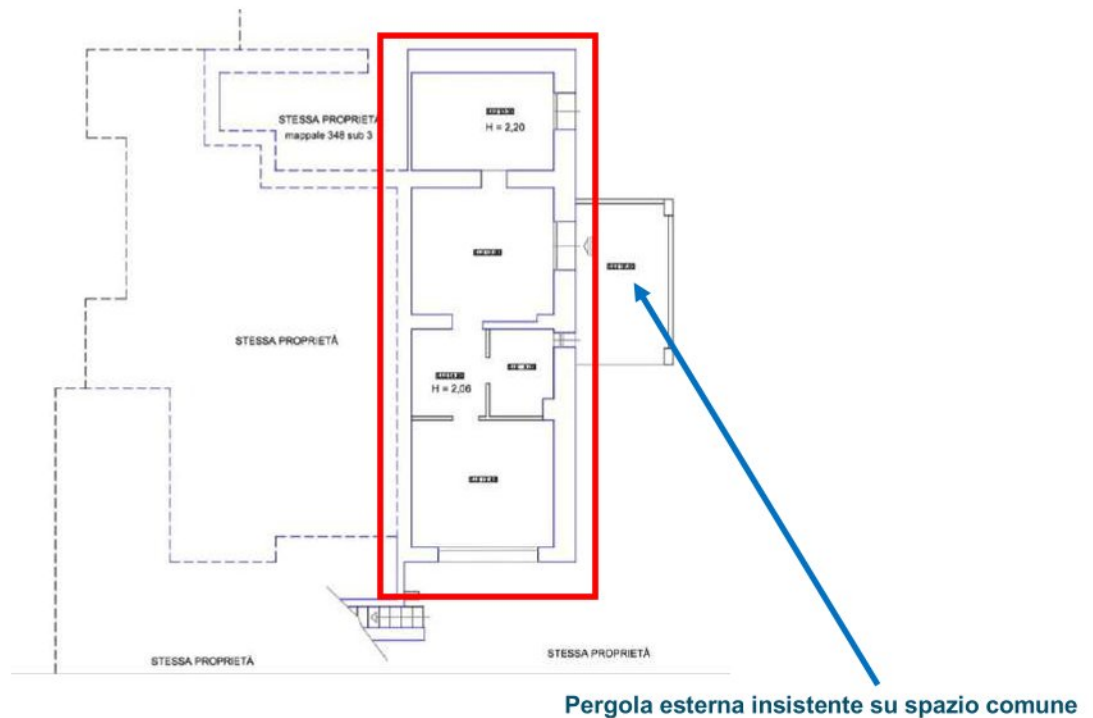 STESSA PROPRIETÀ
mappale 348 sub 3
H = 2,20
STESSA PROPRIETÀ
H = 2,06
STESSA PROPRIETÀ
STESSA PROPRIETÀ
Pergola esterna insistente su spazio comune